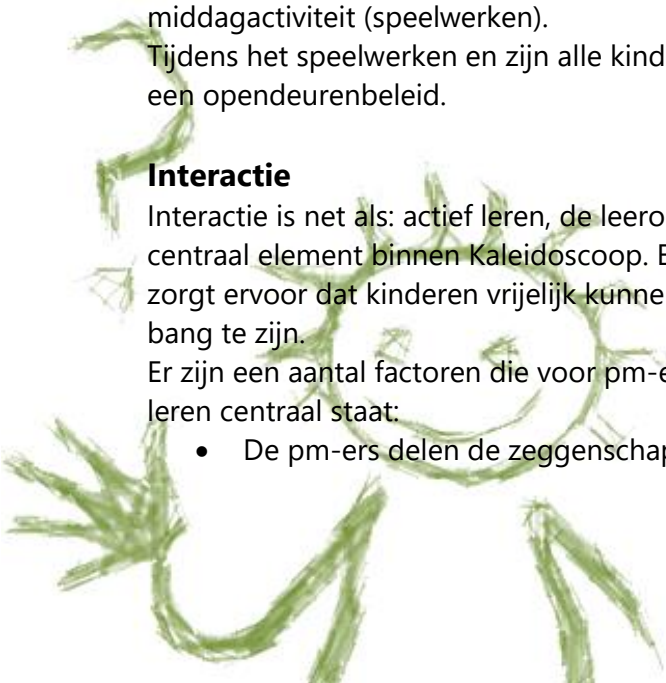 middagactiviteit (speelwerken).
Tijdens het speelwerken en zijn alle kind
een opendeurenbeleid.
Interactie
Interactie is net als: actief leren, de leero
centraal element binnen Kaleidoscoop. E
zorgt ervoor dat kinderen vrijelijk kunne
bang te zijn.
Er zijn een aantal factoren die voor pm-e
leren centraal staat:
• De pm-ers delen de zeggenschap